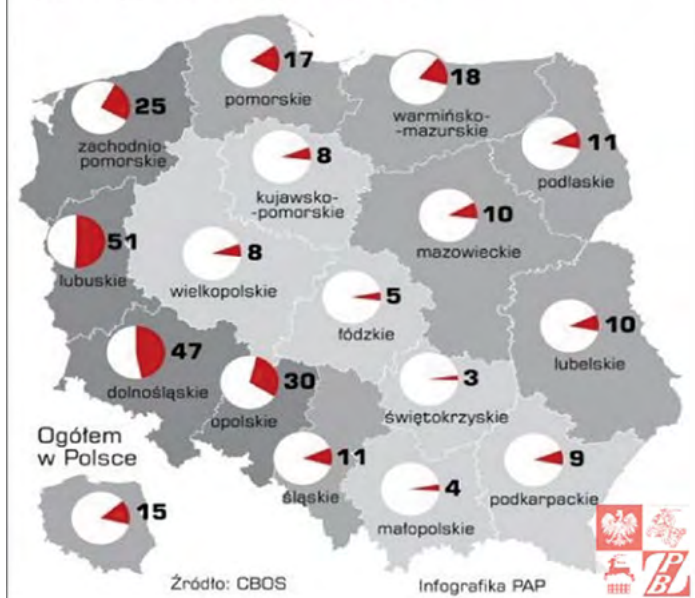 17
pomorskie
18
warmińsko-
-mazurskie
25
zachodnio-
pomorskie
8
kujawsko-
-pomorskie
11
podlaskie
10
mazowieckie
51
lubuskie
8
wielkopolskie
5
łódzkie
10
lubelskie
47
dolnośląskie
30
opolskie
3
świętokrzyskie
11
śląskie
4
małopolskie
9
podkarpackie
Ogółem
w Polsce
15
Źródło: CBOS
Infografika PAP
ZPB